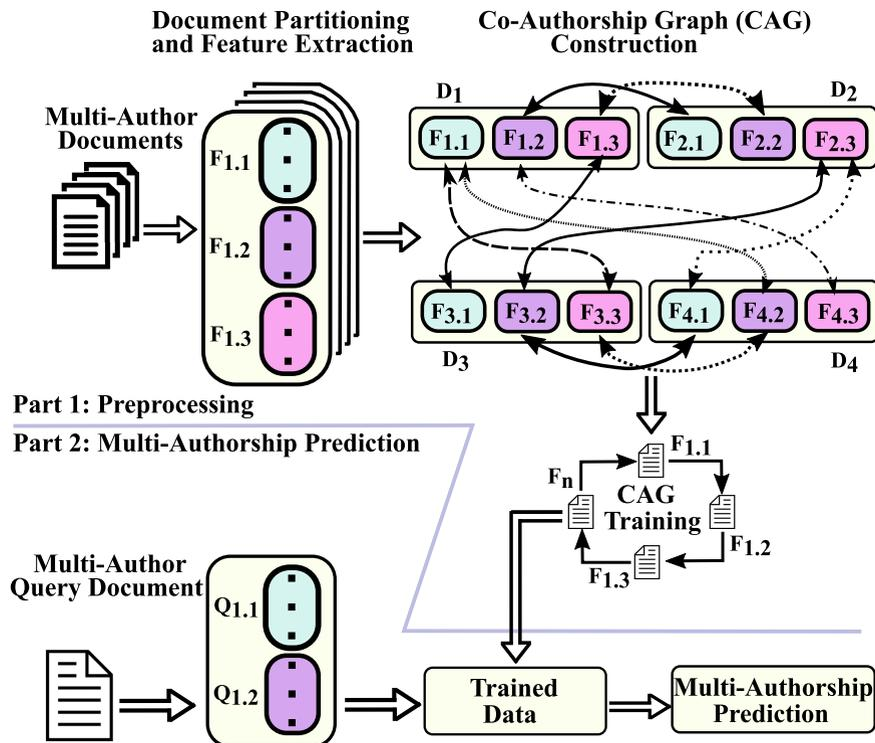 Document Partitioning
and Feature Extraction
Co-Authorship Graph (CAG)
Construction
Multi-Author
Documents
F1.1
F1.2
F1.3
D1
D2
F1.1 F1.2 F1.3 F2.1 F2.2 F2.3
F3.1 F3.2 F3.3 F4.1 F4.2 F4.3
D3
D4
Part 1: Preprocessing
Part 2: Multi-Authorship Prediction
F1.1
Fn
CAG
Training
F1.2
F1.3
Multi-Author
Query Document
Q1.1
Q1.2
Trained
Data
Multi-Authorship
Prediction